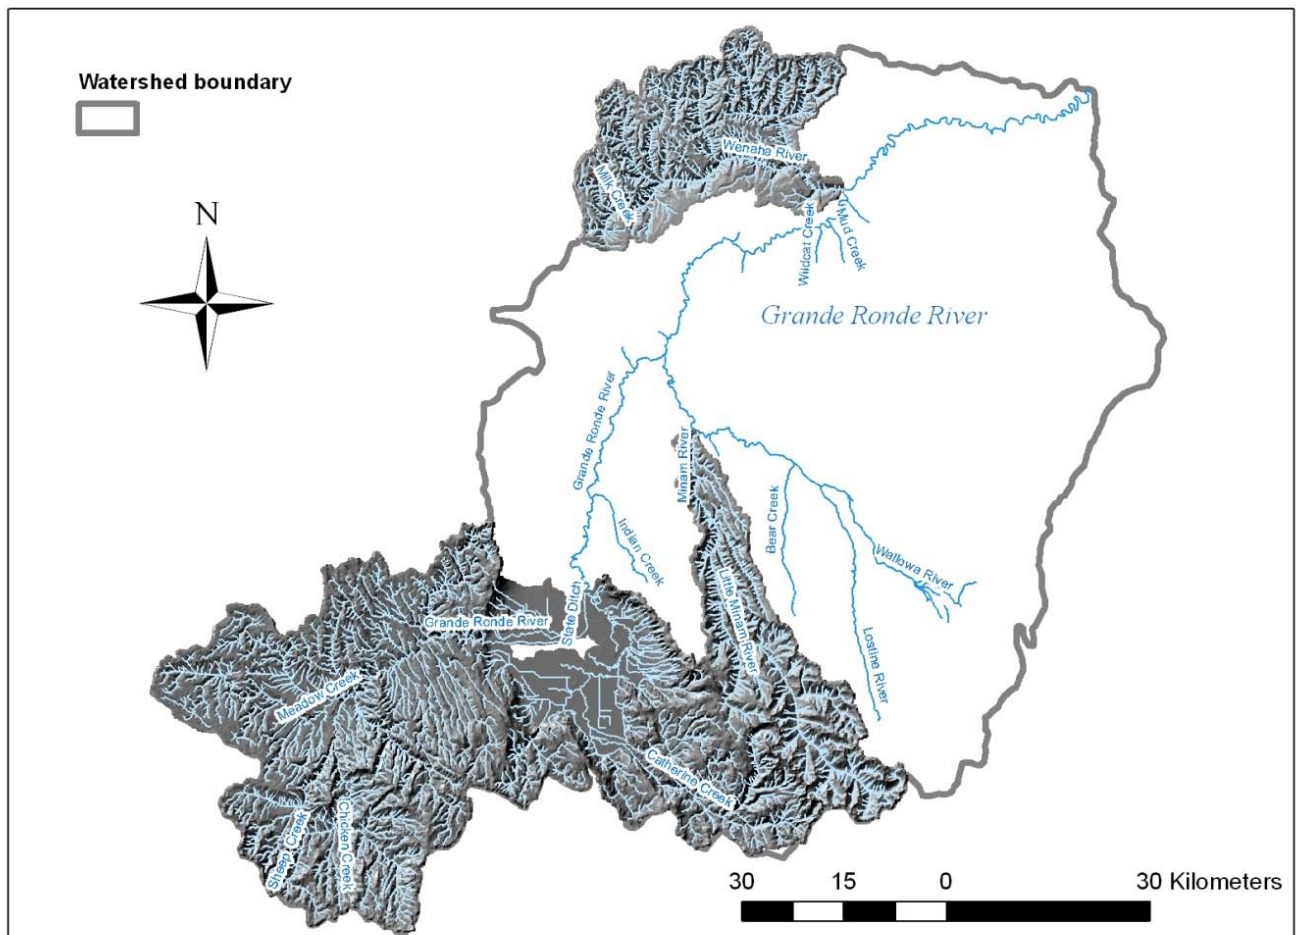 Watershed boundary
N
Wenaha River
Milk Creek
Wildcat Creek
Mud Creek
Grande Ronde River
Grande Ronde River
Minam River
Bear Creek
Indian Creek
Wallowa River
Little Minam River
Lostine River
State Ditch
Grande Ronde River
Meadow Creek
Catherine Creek
Sheep Creek
Chicken Creek
30 15 0 30 Kilometers